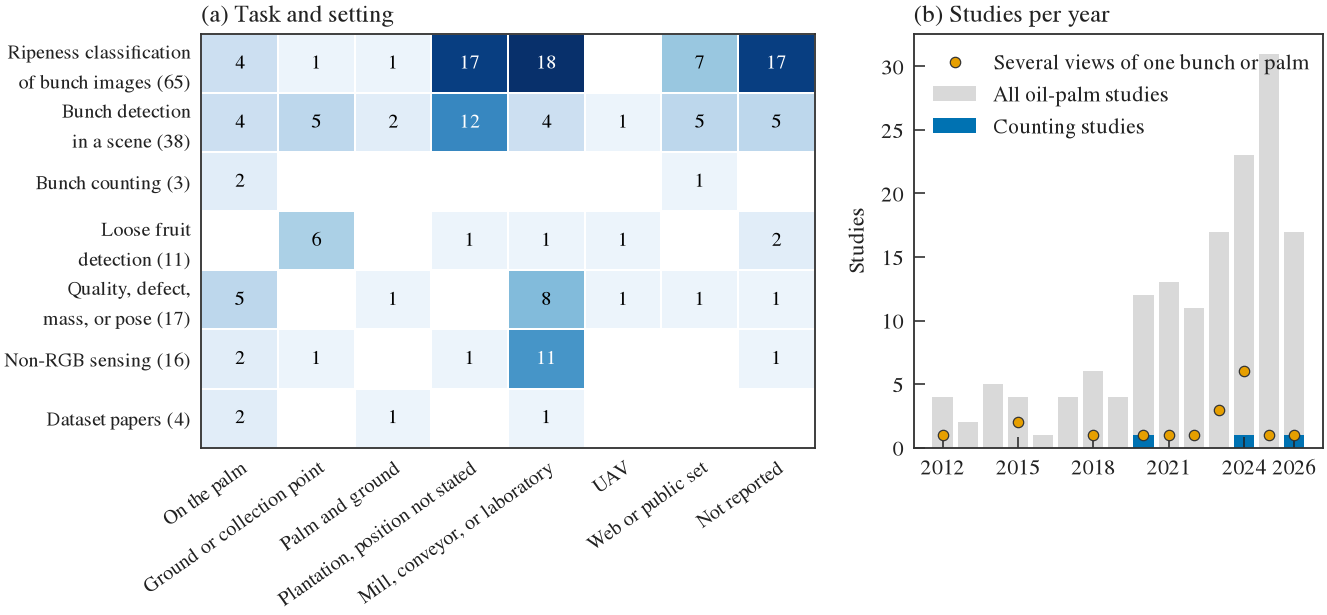 (a) Task and setting
Ripeness classification
of bunch images (65)
4 1 1 17 18 7 17
Bunch detection
in a scene (38)
4 5 2 12 4 1 5 5
Bunch counting (3)
2 1
Loose fruit
detection (11)
6 1 1 1 2
Quality, defect,
mass, or pose (17)
5 1 8 1 1 1
Non-RGB sensing (16)
2 1 1 11 1
Dataset papers (4)
2 1 1
On the palm
Ground or collection point
Palm and ground
Plantation, position not stated
Mill, conveyor, or laboratory
UAV
Web or public set
Not reported
(b) Studies per year
Several views of one bunch or palm
All oil-palm studies
Counting studies
Studies
30
25
20
15
10
5
0
2012 2015 2018 2021 2024 2026